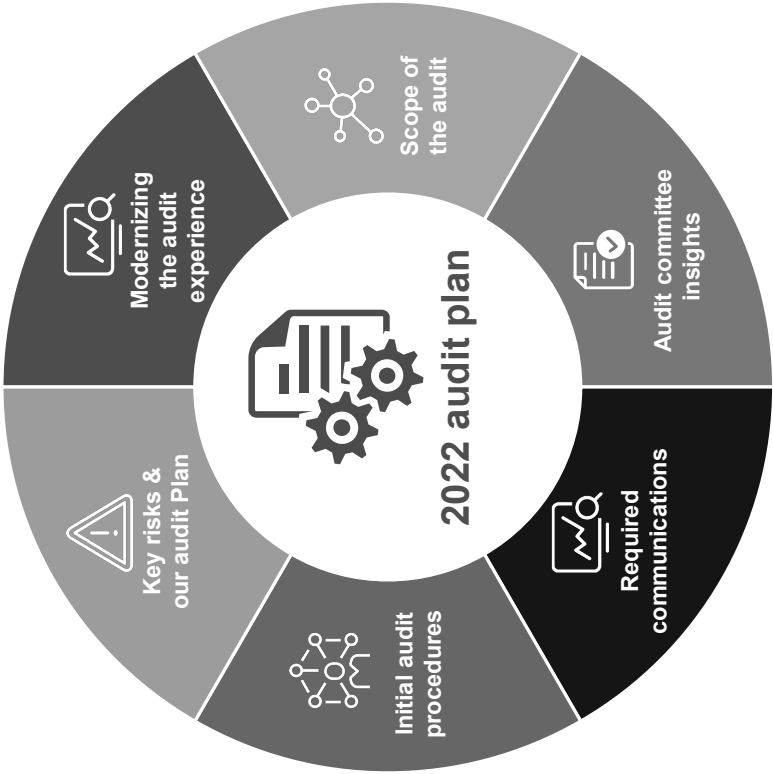 2022 audit plan
Modernizing
the audit
experience
Scope of
the audit
Audit committee
insights
Required
communications
Initial audit
procedures
Key risks &
our audit Plan